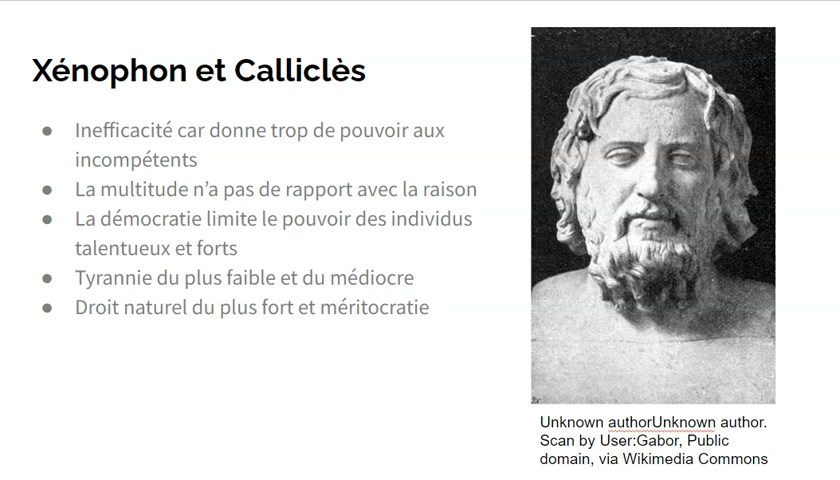 Xénophon et Calliclès
● Inefficacité car donne trop de pouvoir aux
incompétents
● La multitude n'a pas de rapport avec la raison
● La démocratie limite le pouvoir des individus
talentueux et forts
● Tyrannie du plus faible et du médiocre
● Droit naturel du plus fort et méritocratie
Unknown authorUnknown author.
Scan by User:Gabor, Public
domain, via Wikimedia Commons